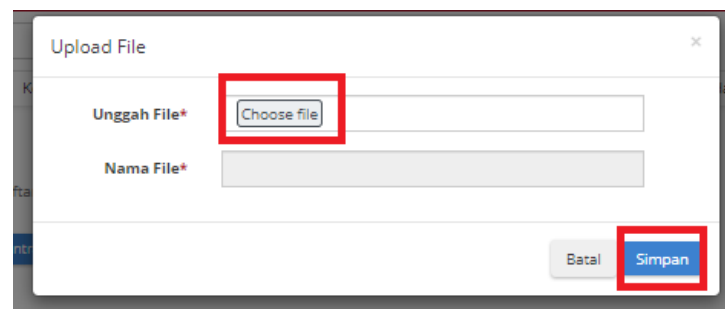 Upload File
×
Unggah File*
Choose file
Nama File*
Batal
Simpan